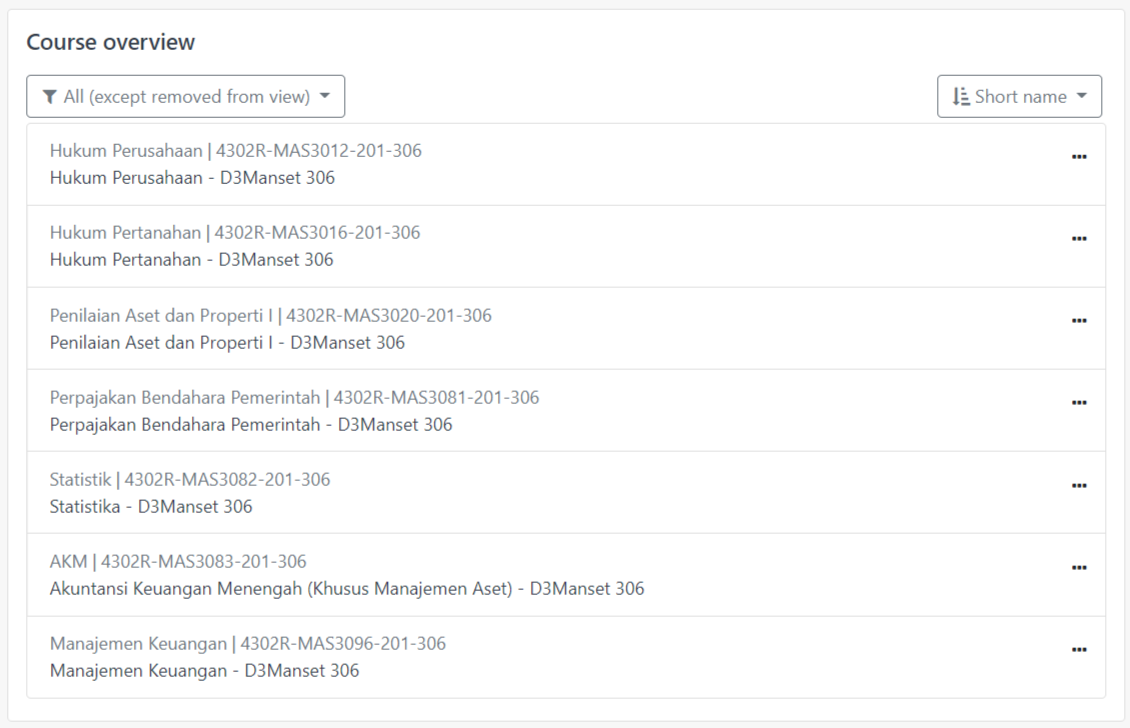 Course overview
All (except removed from view)
Short name
Hukum Perusahaan | 4302R-MAS3012-201-306
Hukum Perusahaan - D3Manset 306
Hukum Pertanahan | 4302R-MAS3016-201-306
Hukum Pertanahan - D3Manset 306
Penilaian Aset dan Properti I | 4302R-MAS3020-201-306
Penilaian Aset dan Properti I - D3Manset 306
Perpajakan Bendahara Pemerintah | 4302R-MAS3081-201-306
Perpajakan Bendahara Pemerintah - D3Manset 306
Statistik | 4302R-MAS3082-201-306
Statistika - D3Manset 306
AKM | 4302R-MAS3083-201-306
Akuntansi Keuangan Menengah (Khusus Manajemen Aset) - D3Manset 306
Manajemen Keuangan | 4302R-MAS3096-201-306
Manajemen Keuangan - D3Manset 306